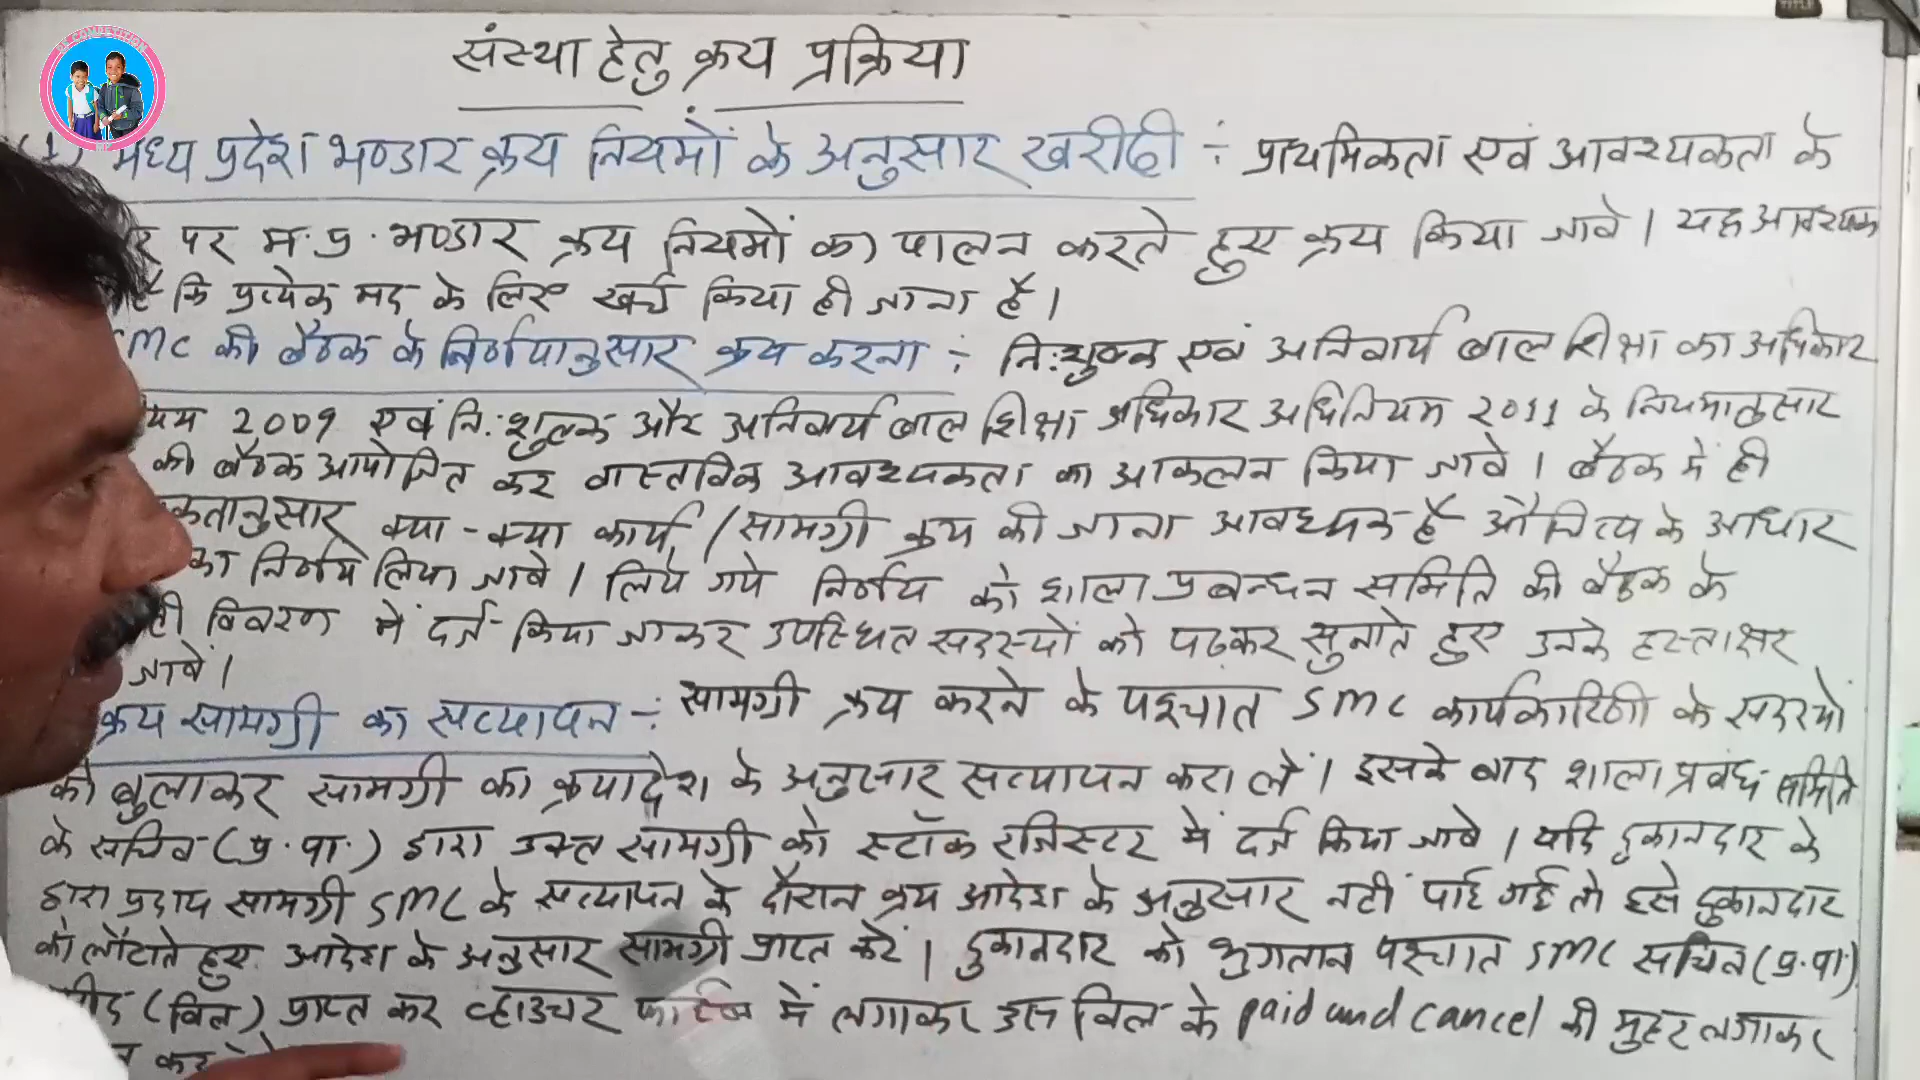 MP COMPETITION
संस्था हेतु क्रय प्रक्रिया
(1) मध्य प्रदेश भण्डार क्रय नियमों के अनुसार खरीदी ÷ प्राथमिकता एवं आवश्यकता के
पर म.प्र. भण्डार क्रय नियमों का पालन करते हुए क्रय किया जावे। यह आवश्यक
है कि प्रत्येक मद के लिए खर्च किया ही जाना है।
SMC की बैठक के निर्णयानुसार क्रय करना ÷ नि:शुल्क एवं अनिवार्य बाल शिक्षा का अधिकार
यम 2009 एवं नि:शुल्क और अनिवार्य बाल शिक्षा अधिकार अधिनियम 2011 के नियमानुसार
की बैठक आयोजित कर वास्तविक आवश्यकता का आकलन किया जावे। बैठक में ही
कतानुसार क्या-क्या कार्य/सामग्री क्रय की जाना आवश्यक है औचित्य के आधार
का निर्णय लिया जावे। लिये गये निर्णय को शाला प्रबन्धन समिति की बैठक के
ही विवरण में दर्ज किया जाकर उपस्थित सदस्यों को पढकर सुनाते हुए उनके हस्ताक्षर
जावें।
क्रय सामग्री का सत्यापन -: सामग्री क्रय करने के पश्चात SMC कार्यकारिणी के सदस्यों
को बुलाकर सामग्री का क्रयादेश के अनुसार सत्यापन करा लें। इसके बाद शाला प्रबंध समिति
के सचिव (प्र.पा.) द्वारा उक्त सामग्री को स्टॉक रजिस्टर में दर्ज किया जावे। यदि दुकानदार के
द्वारा प्रदाय सामग्री SMC के सत्यापन के दौरान क्रय आदेश के अनुसार नहीं पाई गई तो इसे दुकानदार
को लौटाते हुए आदेश के अनुसार सामग्री प्राप्त करें। दुकानदार को भुगतान पश्चात SMC सचिव (प्र.पा.)
(बिल) प्राप्त कर व्हाउचर फाईल में लगाकर उस बिल के paid and cancel की मुहर लगाकर